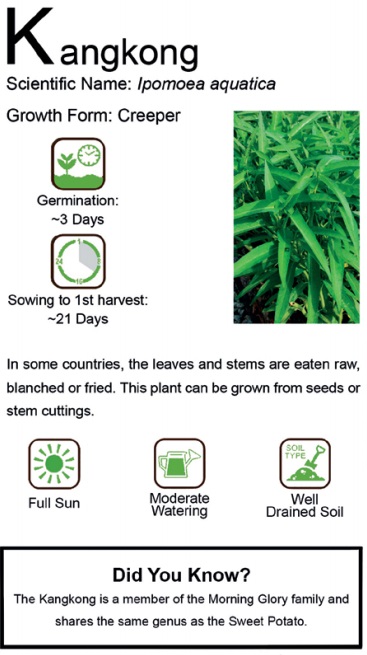 Kangkong
Scientific Name: Ipomoea aquatica
Growth Form: Creeper
Germination:
~3 Days
Sowing to 1st harvest:
~21 Days
In some countries, the leaves and stems are eaten raw,
blanched or fried. This plant can be grown from seeds or
stem cuttings.
SOIL
TYPE
Full Sun
Moderate
Watering
Well
Drained Soil
Did You Know?
The Kangkong is a member of the Morning Glory family and
shares the same genus as the Sweet Potato.